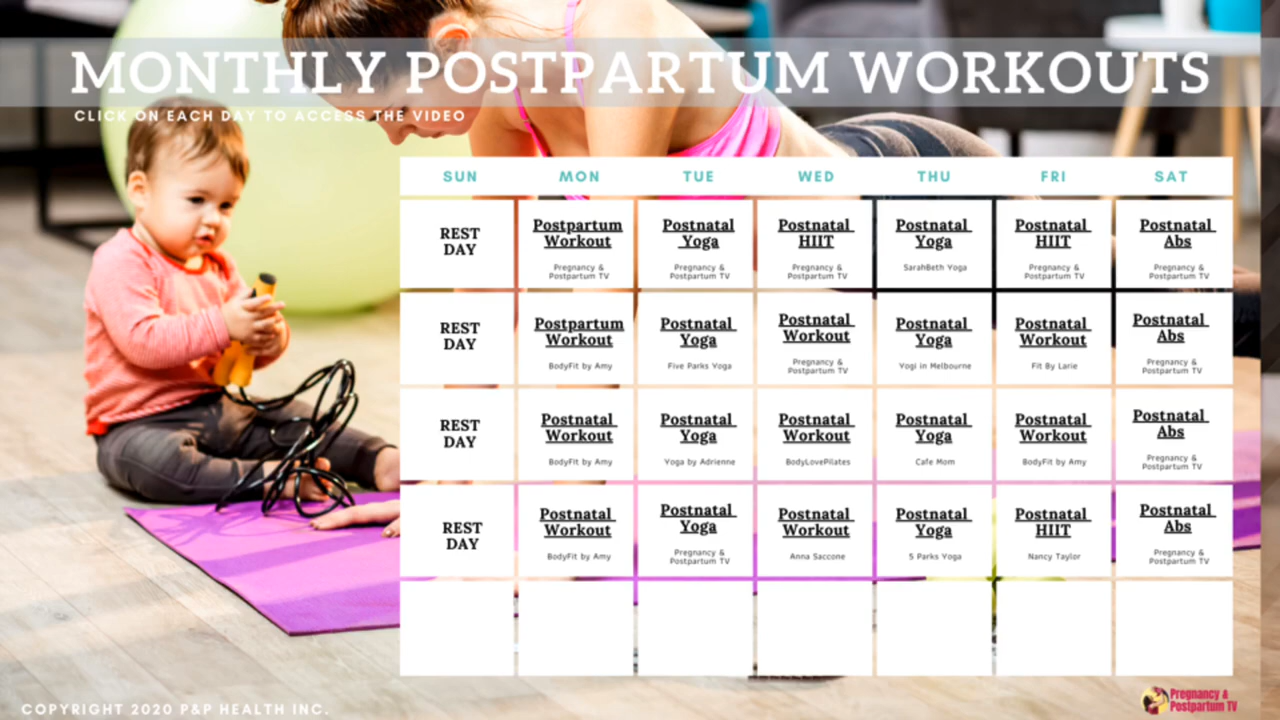 MONTHLY POSTPARTUM WORKOUTS
CLICK ON EACH DAY TO ACCESS THE VIDEO
SUN MON TUE WED THU FRI SAT
REST
DAY
Postpartum
Workout
Pregnancy &
Postpartum TV
Postnatal
Yoga
Pregnancy &
Postpartum TV
Postnatal
HIIT
Pregnancy &
Postpartum TV
Postnatal
Yoga
SarahBeth Yoga
Postnatal
HIIT
Pregnancy &
Postpartum TV
Postnatal
Abs
Pregnancy &
Postpartum TV
REST
DAY
Postpartum
Workout
BodyFit by Amy
Postnatal
Yoga
Five Parks Yoga
Postnatal
Workout
Pregnancy &
Postpartum TV
Postnatal
Yoga
Yogi in Melbourne
Postnatal
Workout
Fit By Larie
Postnatal
Abs
Pregnancy &
Postpartum TV
REST
DAY
Postnatal
Workout
BodyFit by Amy
Postnatal
Yoga
Yoga by Adrienne
Postnatal
Workout
BodyLovePilates
Postnatal
Yoga
Cafe Mom
Postnatal
Workout
BodyFit by Amy
Postnatal
Abs
Pregnancy &
Postpartum TV
REST
DAY
Postnatal
Workout
BodyFit by Amy
Postnatal
Yoga
Pregnancy &
Postpartum TV
Postnatal
Workout
Anna Saccone
Postnatal
Yoga
5 Parks Yoga
Postnatal
HIIT
Nancy Taylor
Postnatal
Abs
Pregnancy &
Postpartum TV
COPYRIGHT 2020 P&P HEALTH INC.
Pregnancy &
Postpartum TV